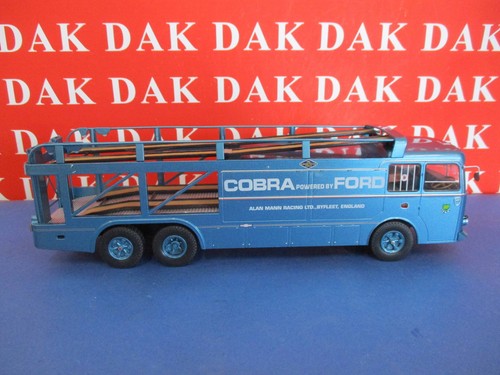 DAK DAK DAK DAK DAK
DAK DAK DAK DAK DAK
DAK DAK DAK DAK
DAK DAK
COBRA POWERED BY FORD
ALAN MANN RACING LTD., BYFLEET, ENGLAND